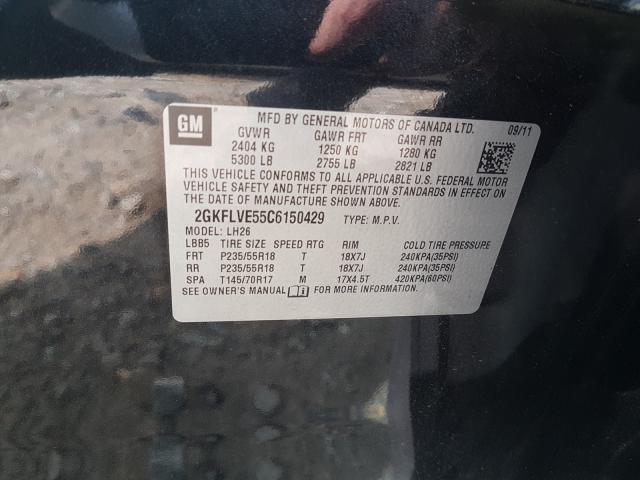 GM
MFD BY GENERAL MOTORS OF CANADA LTD. 09/11
GVWR GAWR FRT GAWR RR
2404 KG 1250 KG 1280 KG
5300 LB 2755 LB 2821 LB
THIS VEHICLE CONFORMS TO ALL APPLICABLE U.S. FEDERAL MOTOR
VEHICLE SAFETY AND THEFT PREVENTION STANDARDS IN EFFECT ON
THE DATE OF MANUFACTURE SHOWN ABOVE.
2GKFLVE55C6150429 TYPE: M.P.V.
MODEL: LH26
LBB5 TIRE SIZE SPEED RTG RIM COLD TIRE PRESSURE
FRT P235/55R18 T 18X7J 240KPA(35PSI)
RR P235/55R18 T 18X7J 240KPA(35PSI)
SPA T145/70R17 M 17X4.5T 420KPA(60PSI)
SEE OWNER'S MANUAL FOR MORE INFORMATION.